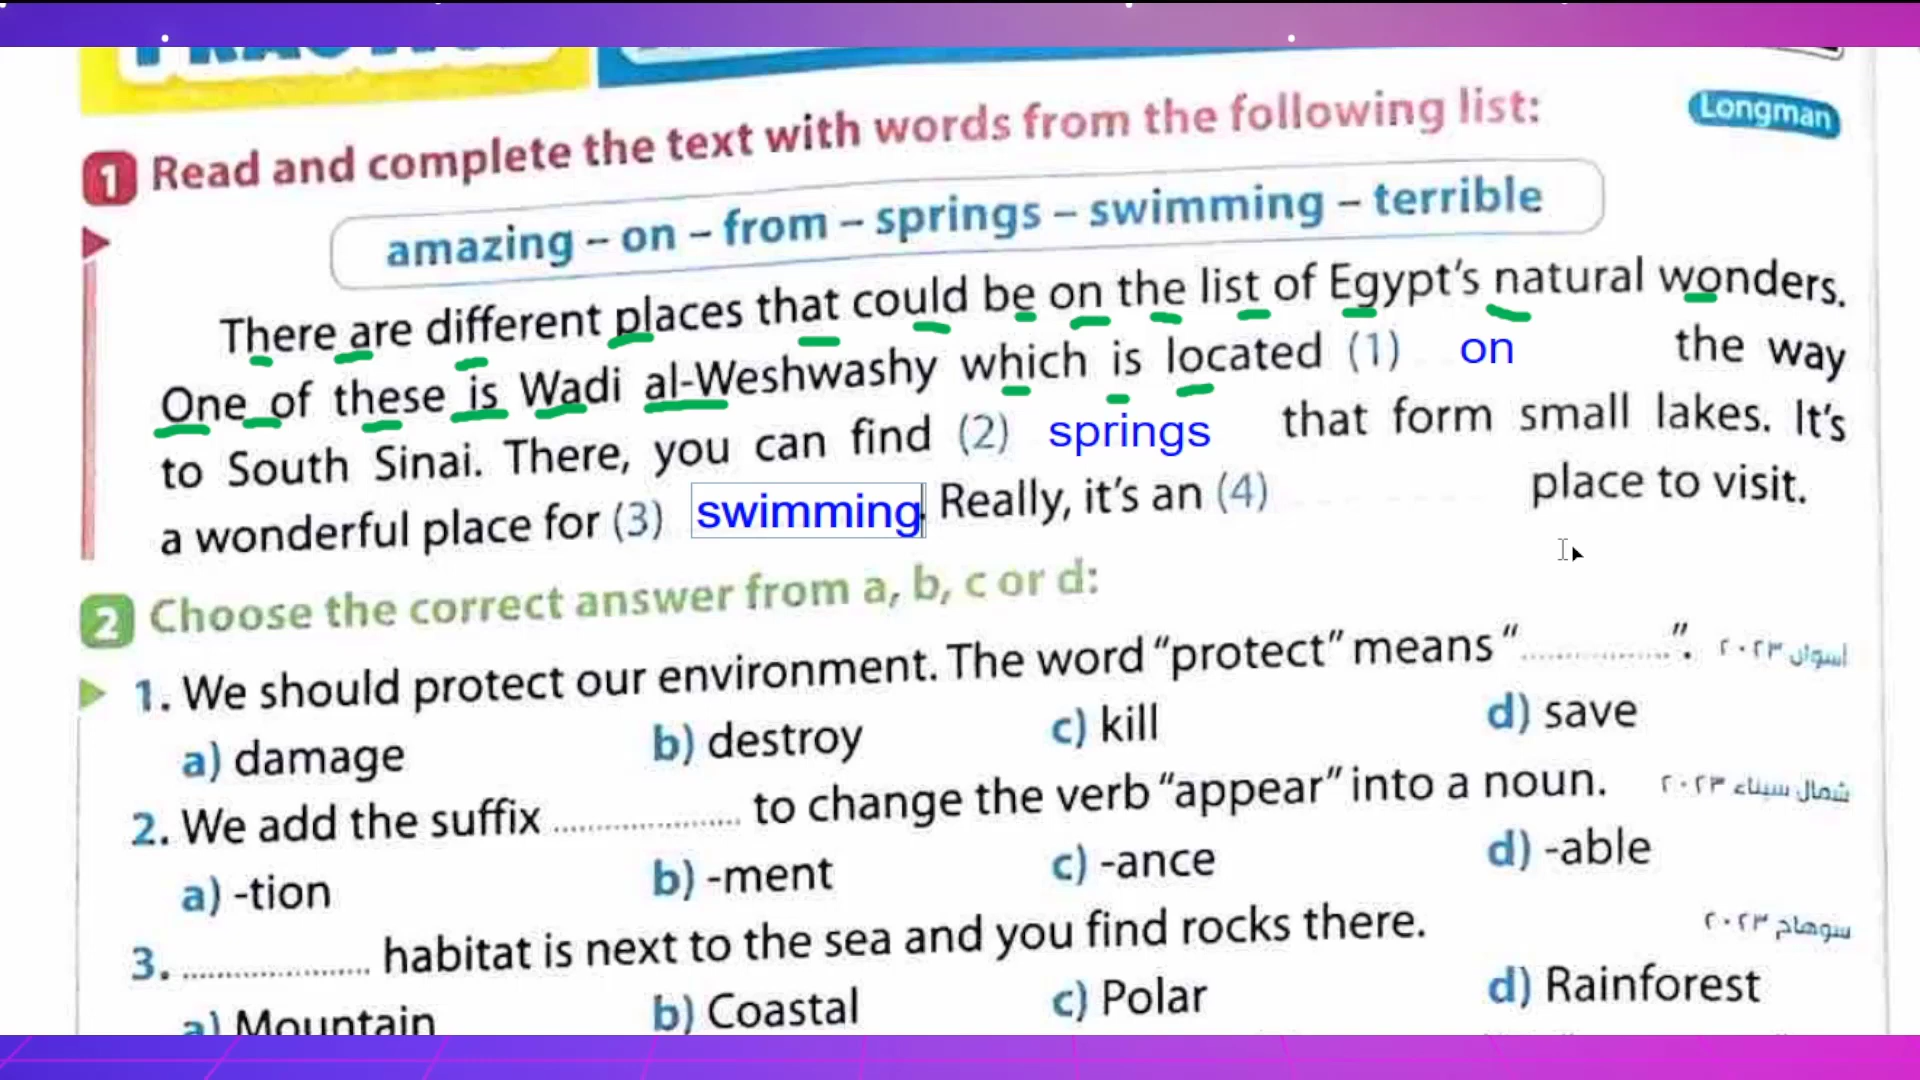 Longman
1 Read and complete the text with words from the following list:
amazing – on – from – springs – swimming – terrible
There are different places that could be on the list of Egypt's natural wonders.
One of these is Wadi al-Weshwashy which is located (1) on the way
to South Sinai. There, you can find (2) springs that form small lakes. It's
a wonderful place for (3) swimming. Really, it's an (4) place to visit.
2 Choose the correct answer from a, b, c or d:
1. We should protect our environment. The word “protect” means “..............”. أسوان ٢٠٢٣
a) damage b) destroy c) kill d) save
2. We add the suffix .................. to change the verb “appear” into a noun. شمال سيناء ٢٠٢٣
a) -tion b) -ment c) -ance d) -able
3. .................. habitat is next to the sea and you find rocks there. سوهاج ٢٠٢٣
a) Mountain b) Coastal c) Polar d) Rainforest